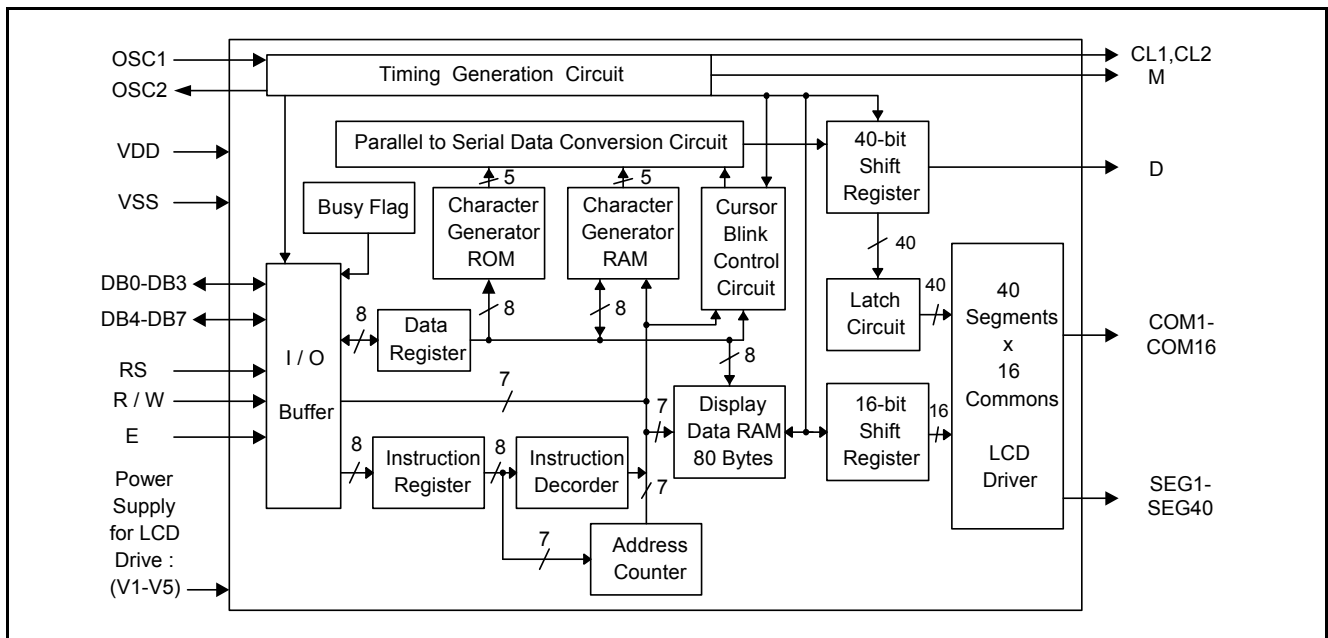 OSC1
OSC2
VDD
VSS
DB0-DB3
DB4-DB7
RS
R / W
E
Power
Supply
for LCD
Drive :
(V1-V5)
Timing Generation Circuit
CL1,CL2
M
Parallel to Serial Data Conversion Circuit
40-bit
Shift
Register
D
5
5
Busy Flag
Character
Generator
ROM
Character
Generator
RAM
Cursor
Blink
Control
Circuit
40
8
8
8
Data
Register
8
I / O
Buffer
Latch
Circuit
40
40
Segments
x
16
Commons
LCD
Driver
COM1-
COM16
7
7
Display
Data RAM
80 Bytes
16-bit
Shift
Register
16
8
Instruction
Register
8
Instruction
Decorder
7
7
Address
Counter
SEG1-
SEG40